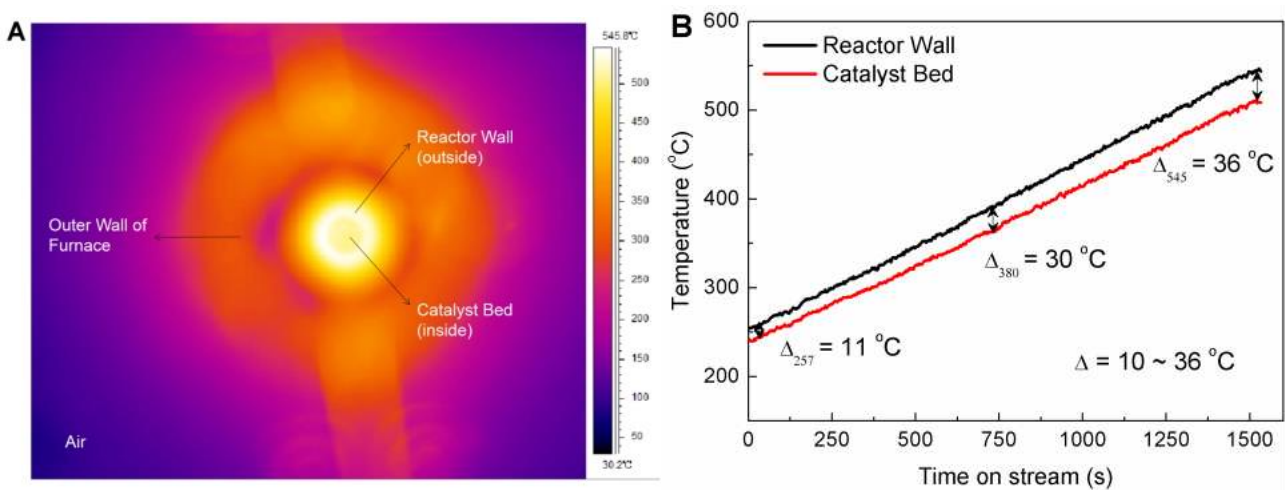 A
545.8℃
500
450
400
350
300
250
200
150
100
50
30.2℃
Reactor Wall
(outside)
Outer Wall of
Furnace
Catalyst Bed
(inside)
Air
B
600
500
400
300
200
Temperature (°C)
Reactor Wall
Catalyst Bed
Δ545 = 36 °C
Δ380 = 30 °C
Δ257 = 11 °C
Δ = 10 ~ 36 °C
0 250 500 750 1000 1250 1500
Time on stream (s)